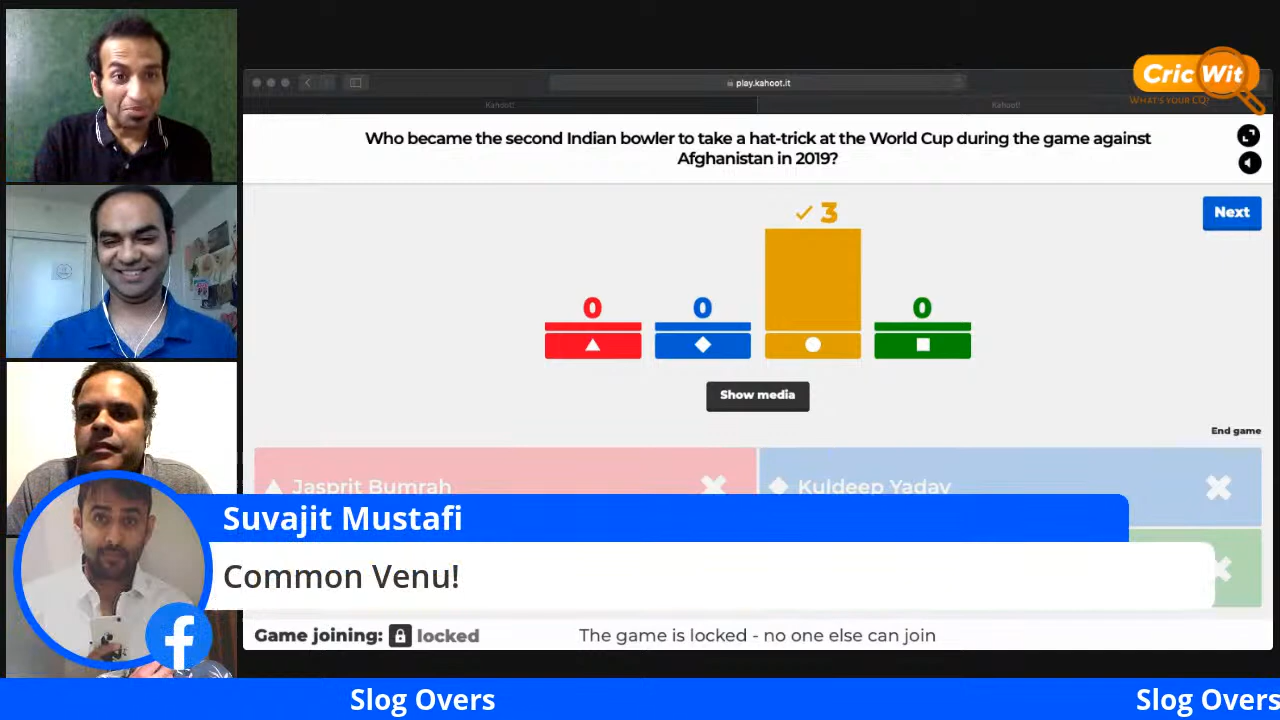 Cric Wit
WHAT'S YOUR CQ?
play.kahoot.it
Kahoot!
Kahoot!
Who became the second Indian bowler to take a hat-trick at the World Cup during the game against
Afghanistan in 2019?
Next
0
0
3
0
Show media
End game
Jasprit Bumrah
Kuldeep Yadav
Suvajit Mustafi
Common Venu!
Game joining: locked
The game is locked - no one else can join
Slog Overs
Slog Overs